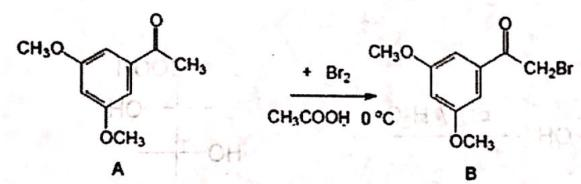 O
CH₃O
CH₃
OCH₃
A
+ Br₂
CH₃COOH, 0 °C
O
CH₃O
CH₂Br
OCH₃
B